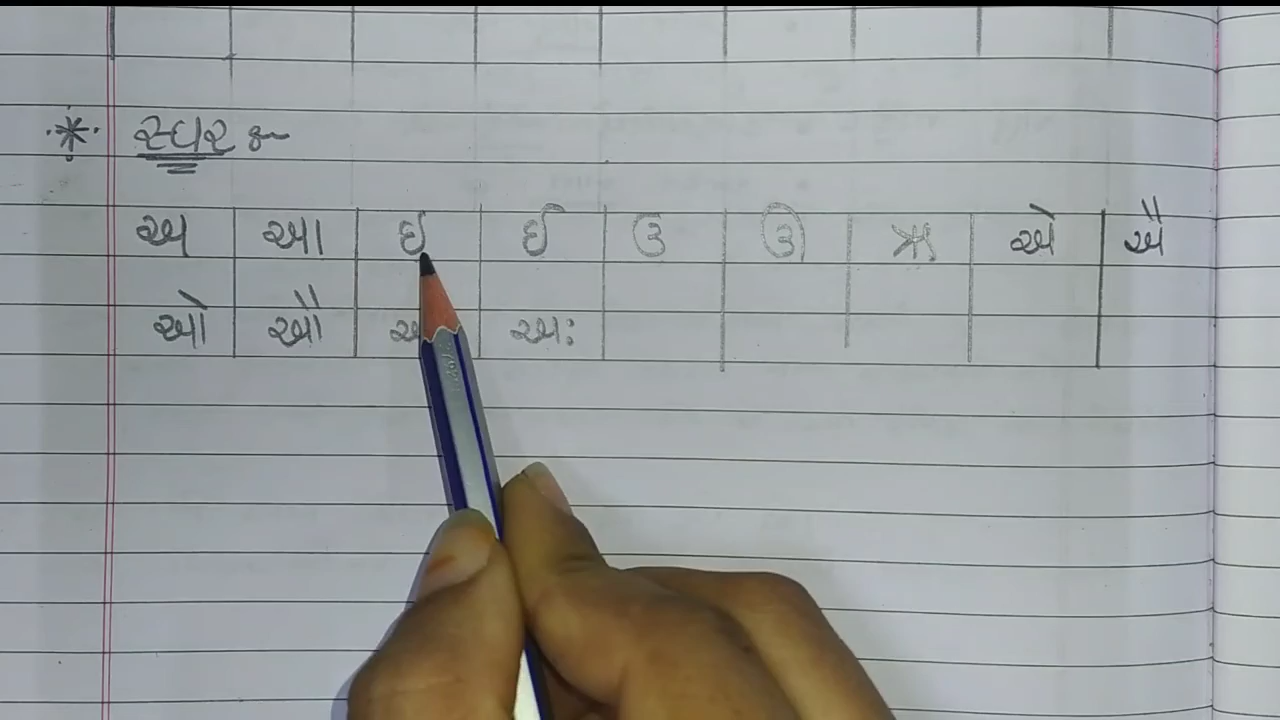 * સ્વર :-
અ આ ઇ ઈ ઉ ઊ ઋ એ ઐ
ઓ ઔ અઃ